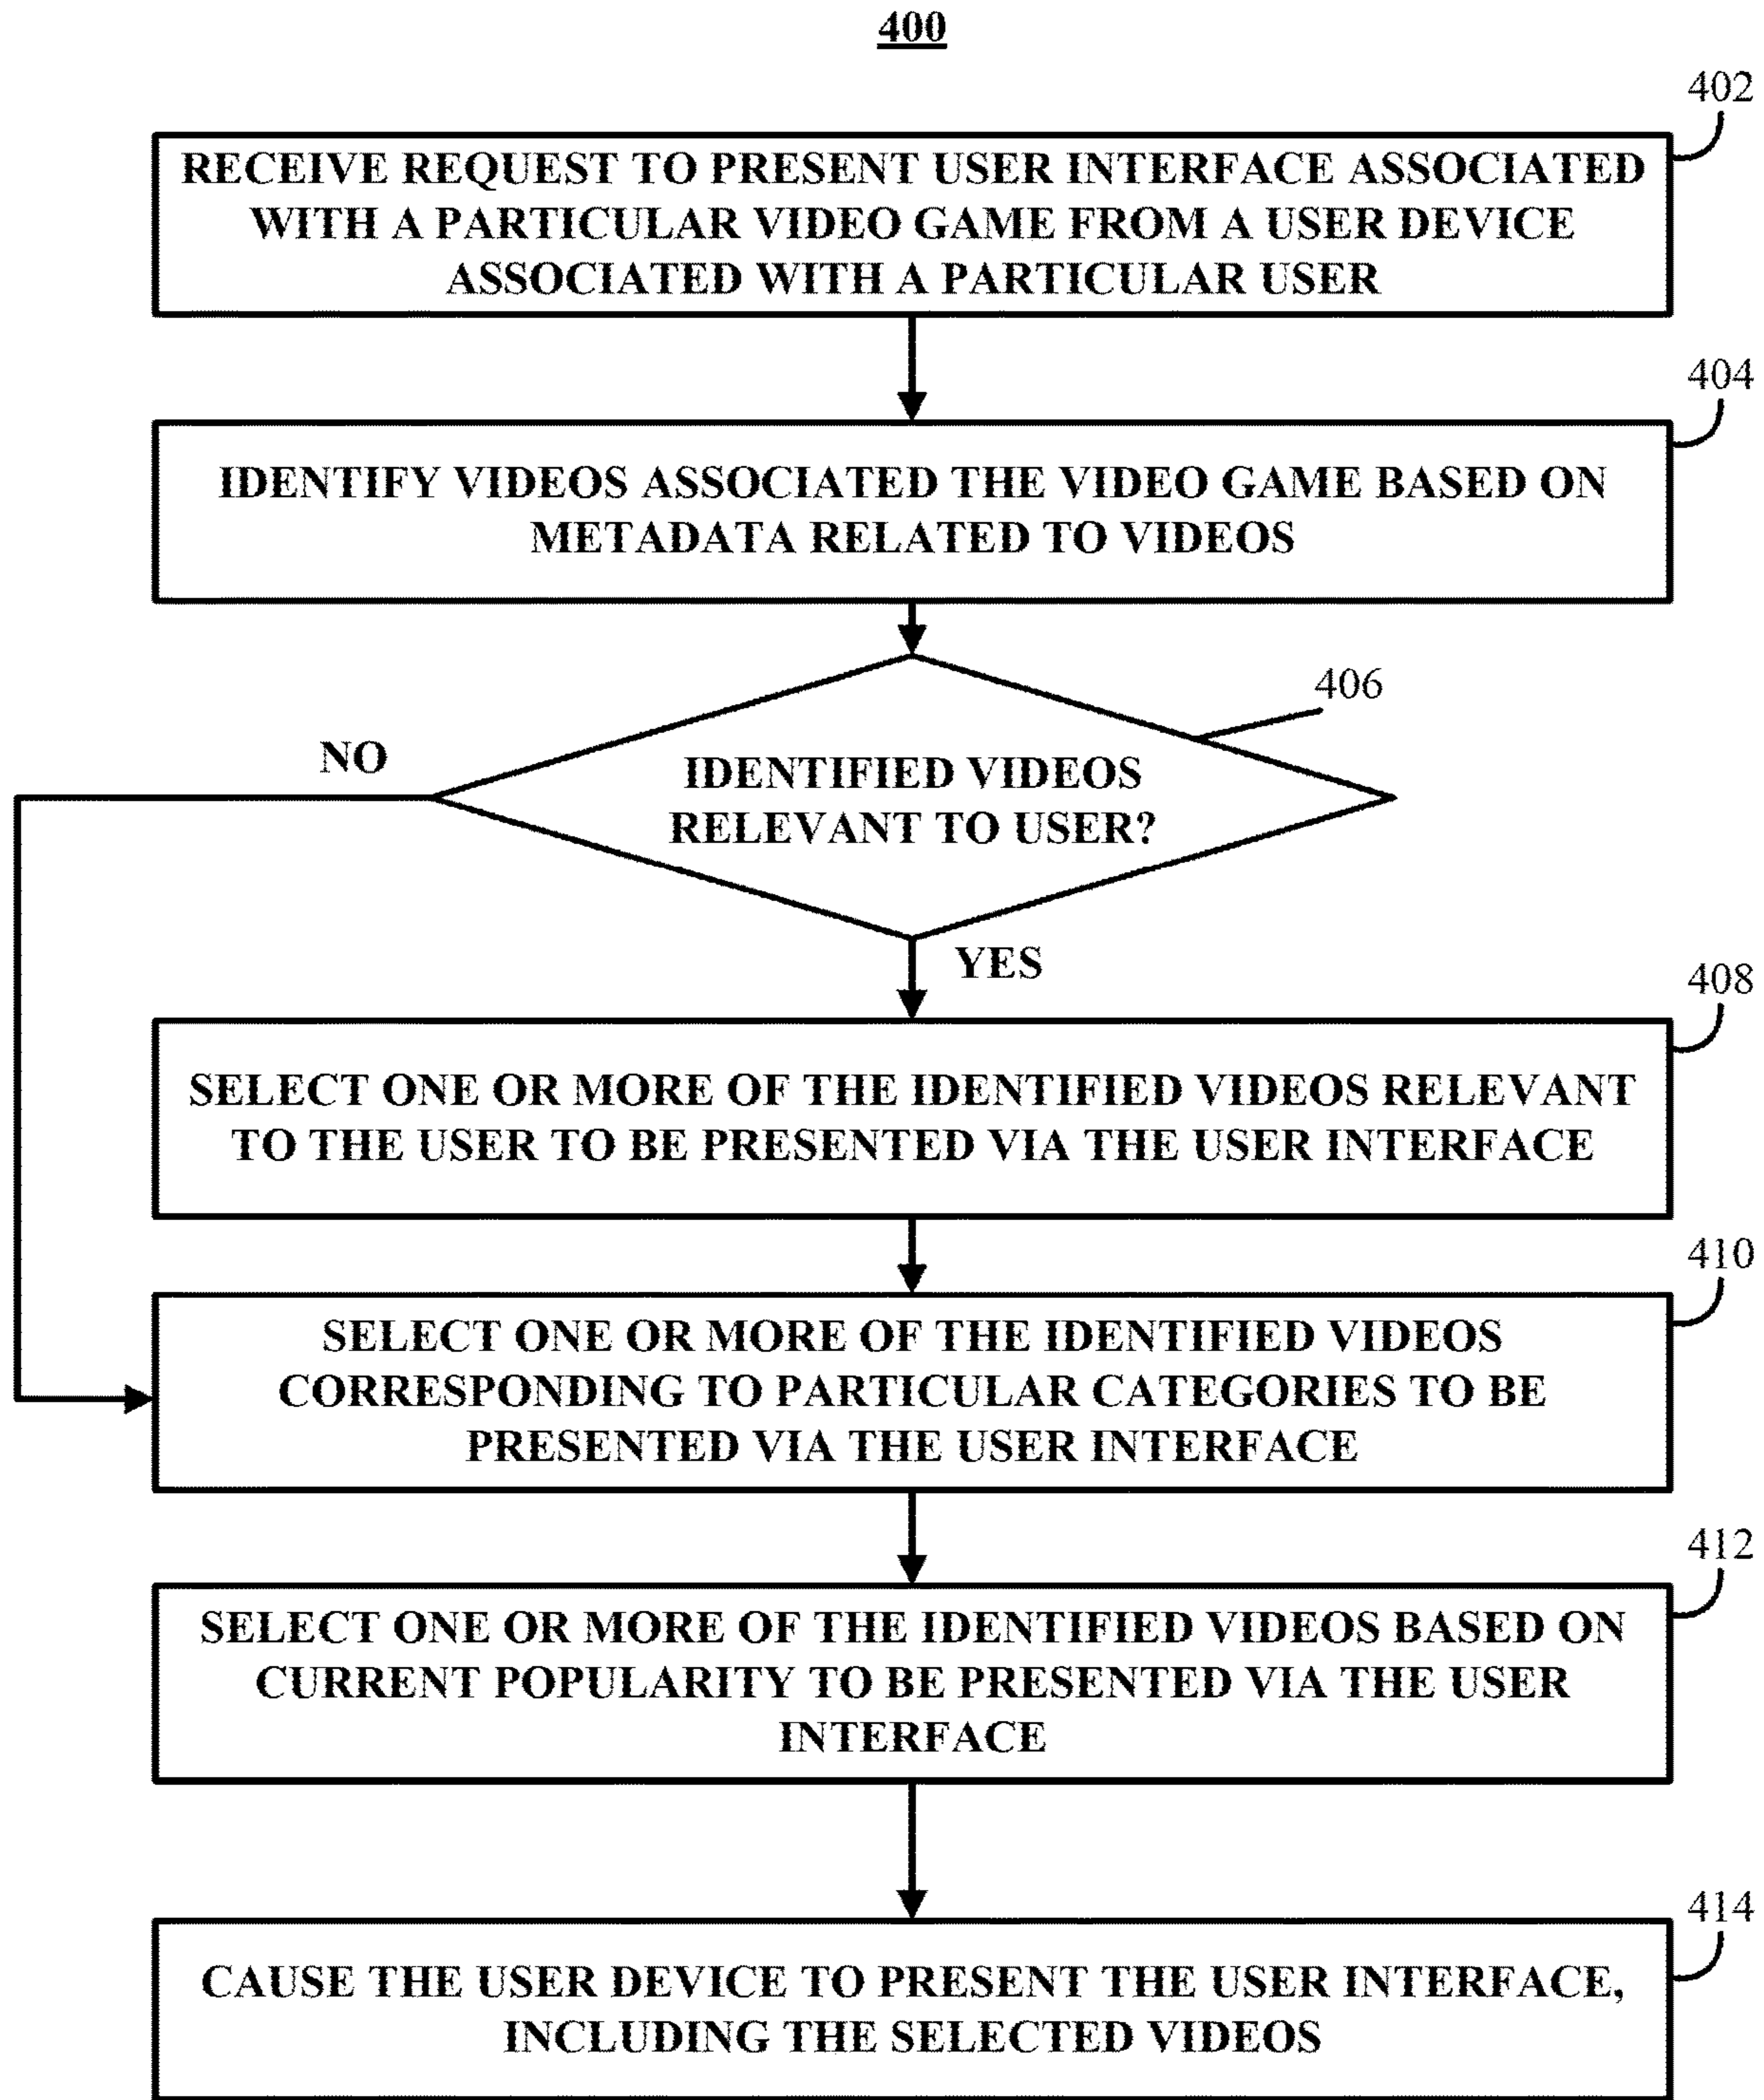 400
402
RECEIVE REQUEST TO PRESENT USER INTERFACE ASSOCIATED
WITH A PARTICULAR VIDEO GAME FROM A USER DEVICE
ASSOCIATED WITH A PARTICULAR USER
404
IDENTIFY VIDEOS ASSOCIATED THE VIDEO GAME BASED ON
METADATA RELATED TO VIDEOS
406
NO
IDENTIFIED VIDEOS
RELEVANT TO USER?
YES
408
SELECT ONE OR MORE OF THE IDENTIFIED VIDEOS RELEVANT
TO THE USER TO BE PRESENTED VIA THE USER INTERFACE
410
SELECT ONE OR MORE OF THE IDENTIFIED VIDEOS
CORRESPONDING TO PARTICULAR CATEGORIES TO BE
PRESENTED VIA THE USER INTERFACE
412
SELECT ONE OR MORE OF THE IDENTIFIED VIDEOS BASED ON
CURRENT POPULARITY TO BE PRESENTED VIA THE USER
INTERFACE
414
CAUSE THE USER DEVICE TO PRESENT THE USER INTERFACE,
INCLUDING THE SELECTED VIDEOS